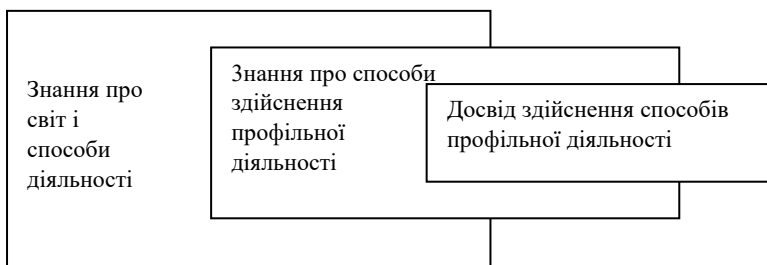 Знання про
світ і
способи
діяльності
Знання про способи
здійснення
профільної
діяльності
Досвід здійснення способів
профільної діяльності